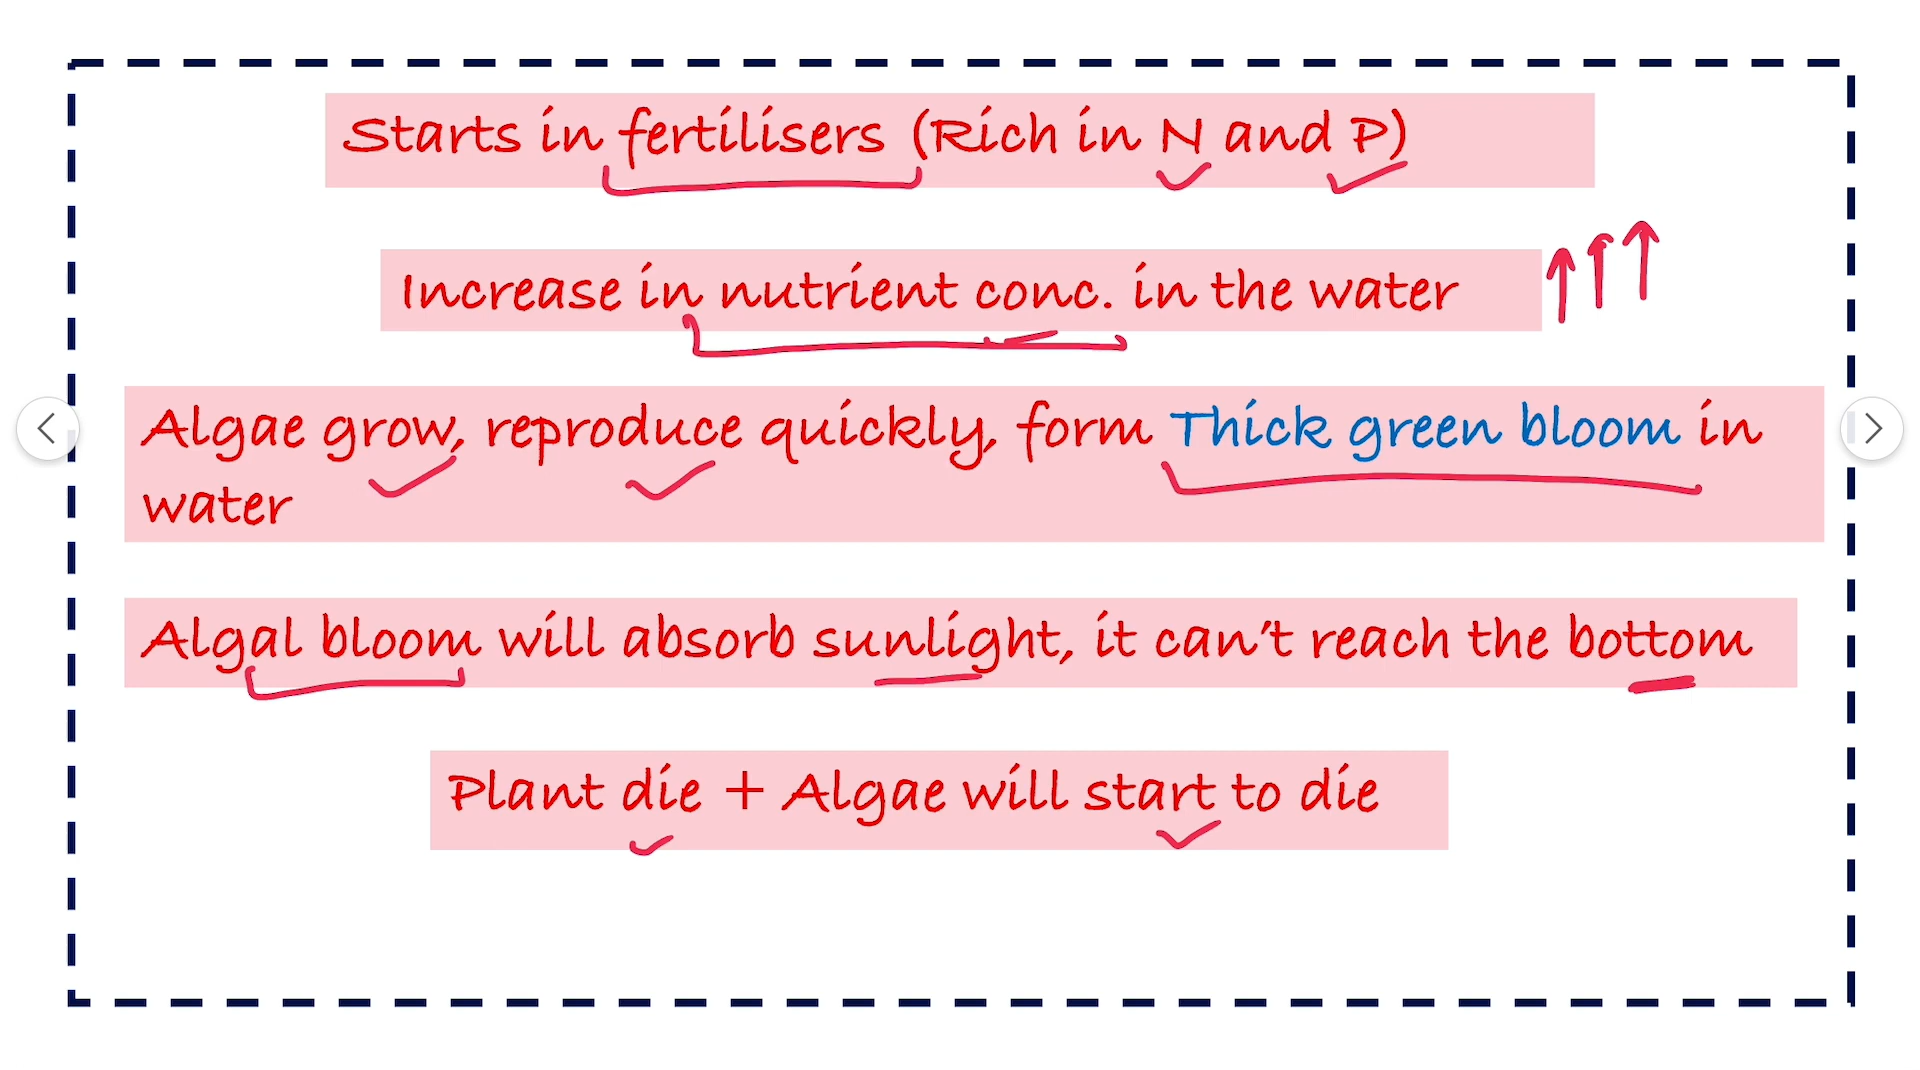 Starts in fertilisers (Rich in N and P)
Increase in nutrient conc. in the water
Algae grow, reproduce quickly, form Thick green bloom in
water
Algal bloom will absorb sunlight, it can't reach the bottom
Plant die + Algae will start to die